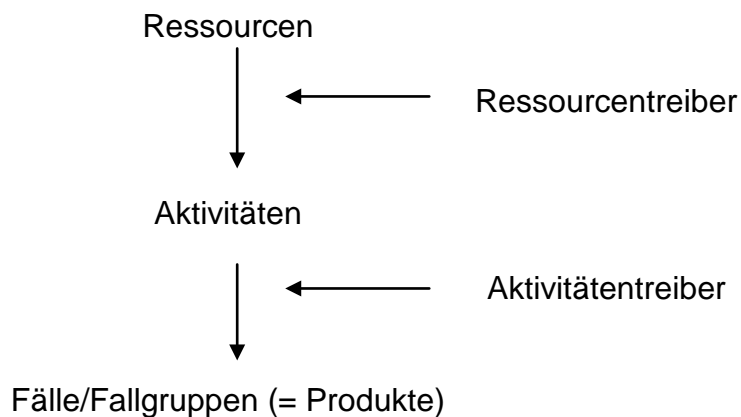 Ressourcen
Ressourcentreiber
Aktivitäten
Aktivitätentreiber
Fälle/Fallgruppen (= Produkte)